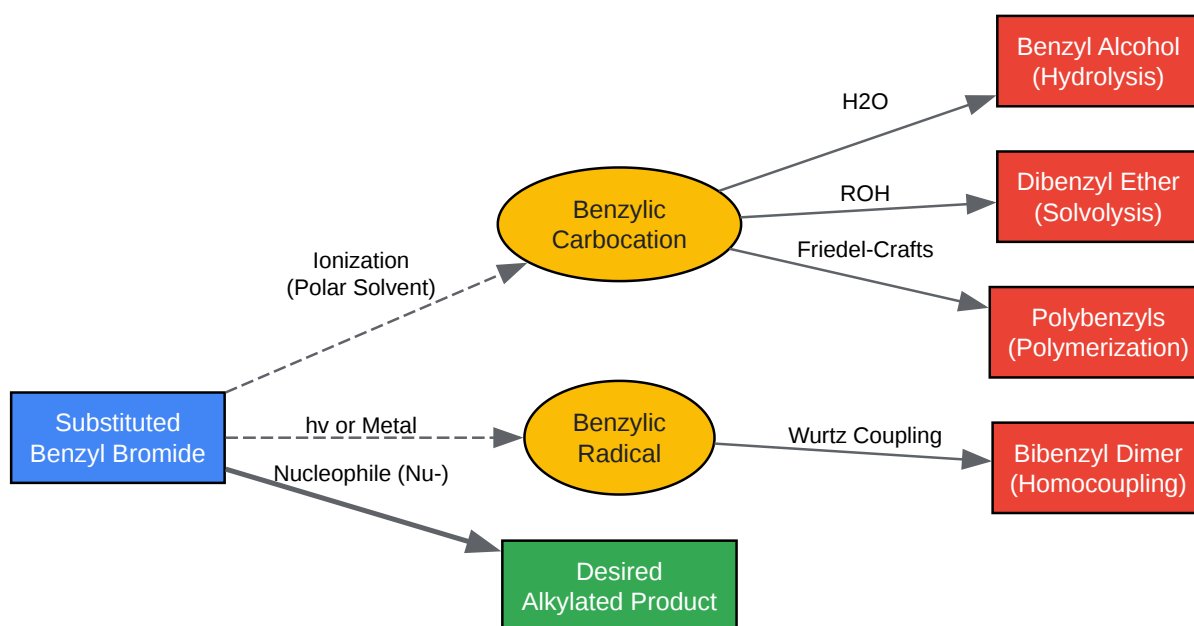 Benzyl Alcohol
(Hydrolysis)
H2O
Dibenzyl Ether
(Solvolysis)
ROH
Benzylic
Carbocation
Friedel-Crafts
Ionization
(Polar Solvent)
Polybenzyls
(Polymerization)
Substituted
Benzyl Bromide
hv or Metal
Benzylic
Radical
Wurtz Coupling
Bibenzyl Dimer
(Homocoupling)
Nucleophile (Nu-)
Desired
Alkylated Product